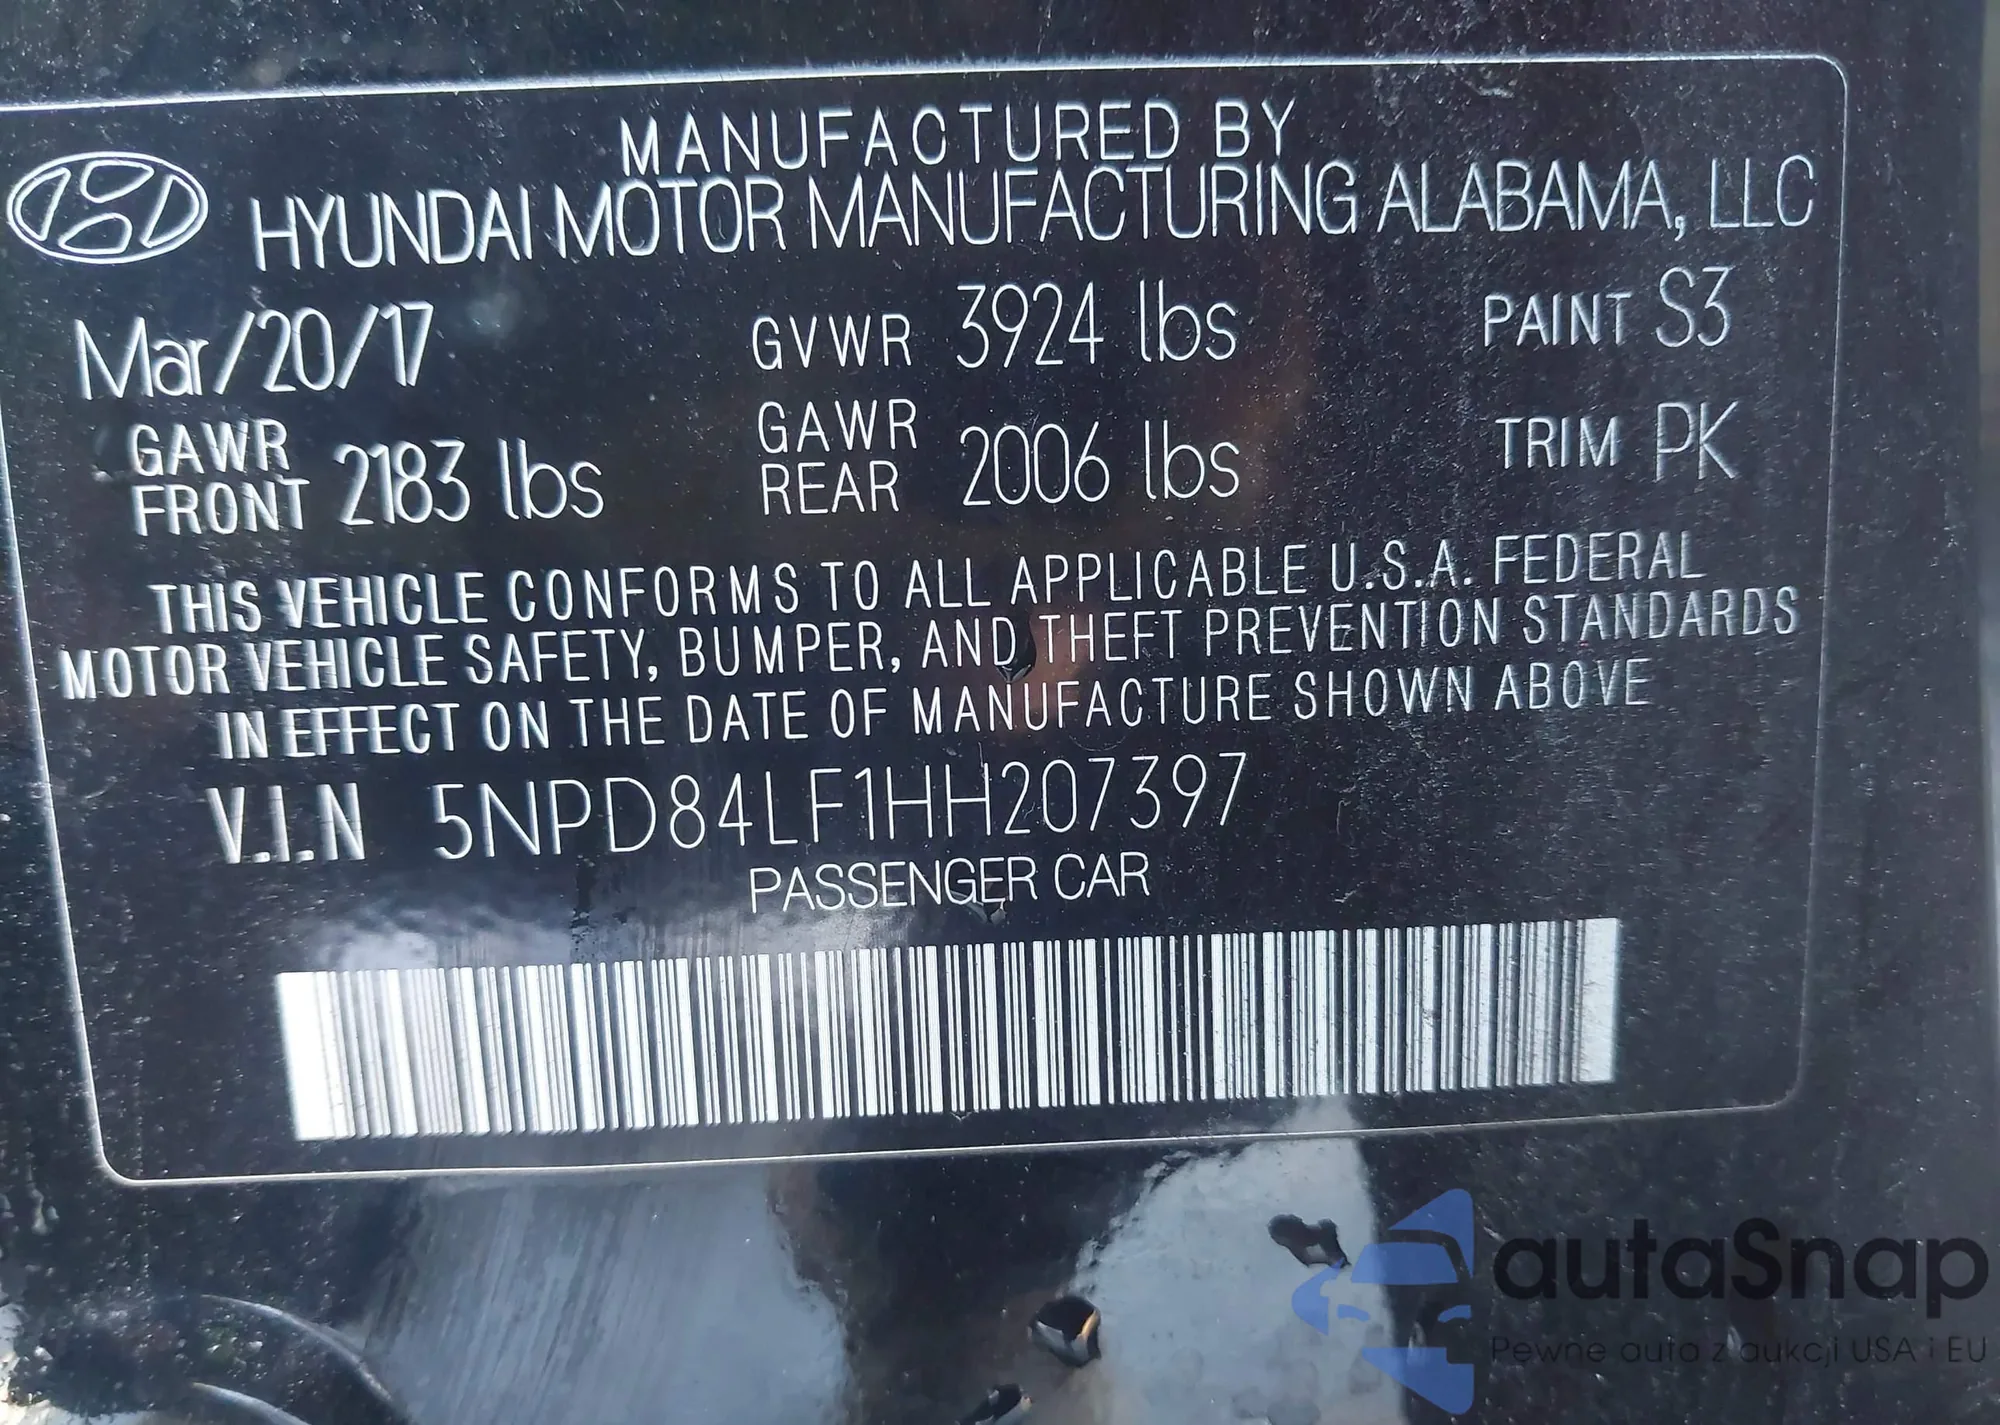 MANUFACTURED BY
HYUNDAI MOTOR MANUFACTURING ALABAMA, LLC
Mar/20/17 GVWR 3924 lbs PAINT S3
GAWR FRONT 2183 lbs GAWR REAR 2006 lbs TRIM PK
THIS VEHICLE CONFORMS TO ALL APPLICABLE U.S.A. FEDERAL
MOTOR VEHICLE SAFETY, BUMPER, AND THEFT PREVENTION STANDARDS
IN EFFECT ON THE DATE OF MANUFACTURE SHOWN ABOVE
V.I.N 5NPD84LF1HH207397
PASSENGER CAR
autaSnap
Pewne auta z aukcji USA i EU